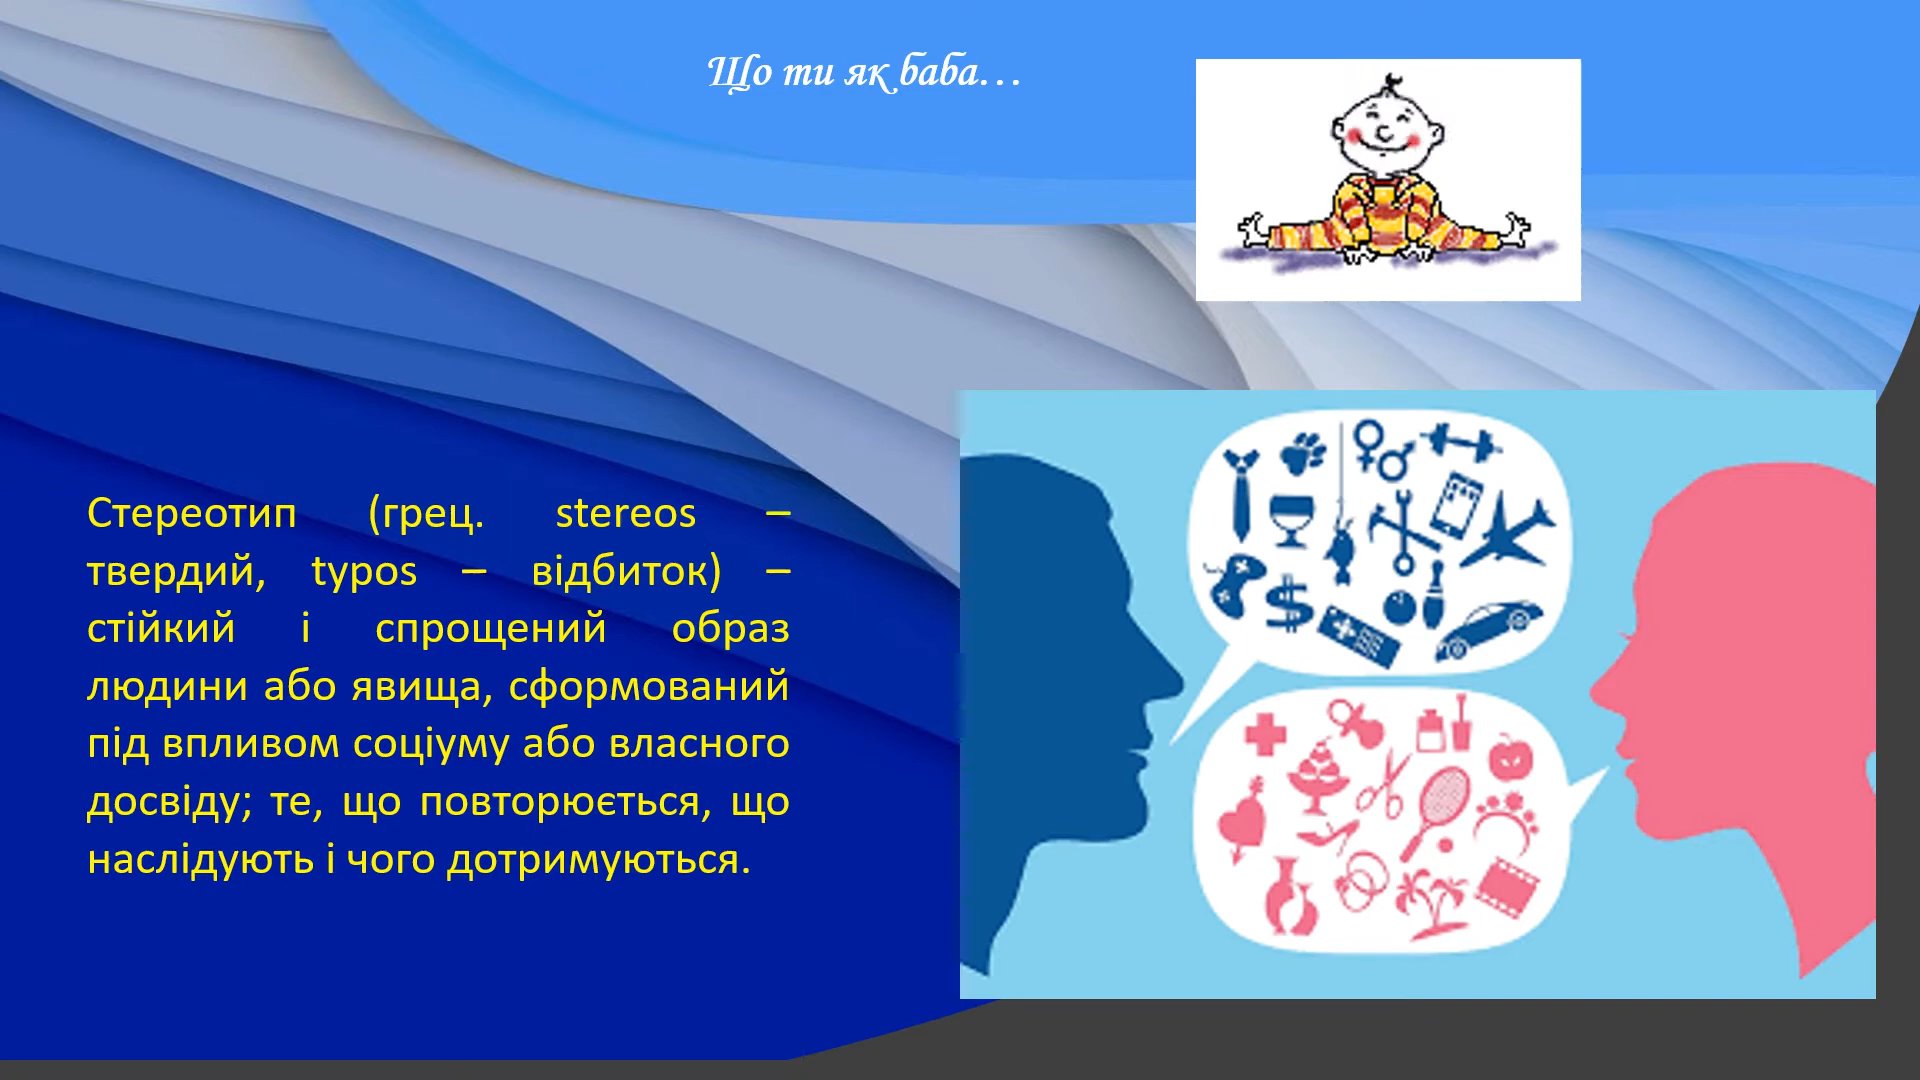 Що ти як баба…
Стереотип (грец. stereos –
твердий, typos – відбиток) –
стійкий і спрощений образ
людини або явища, сформований
під впливом соціуму або власного
досвіду; те, що повторюється, що
наслідують і чого дотримуються.